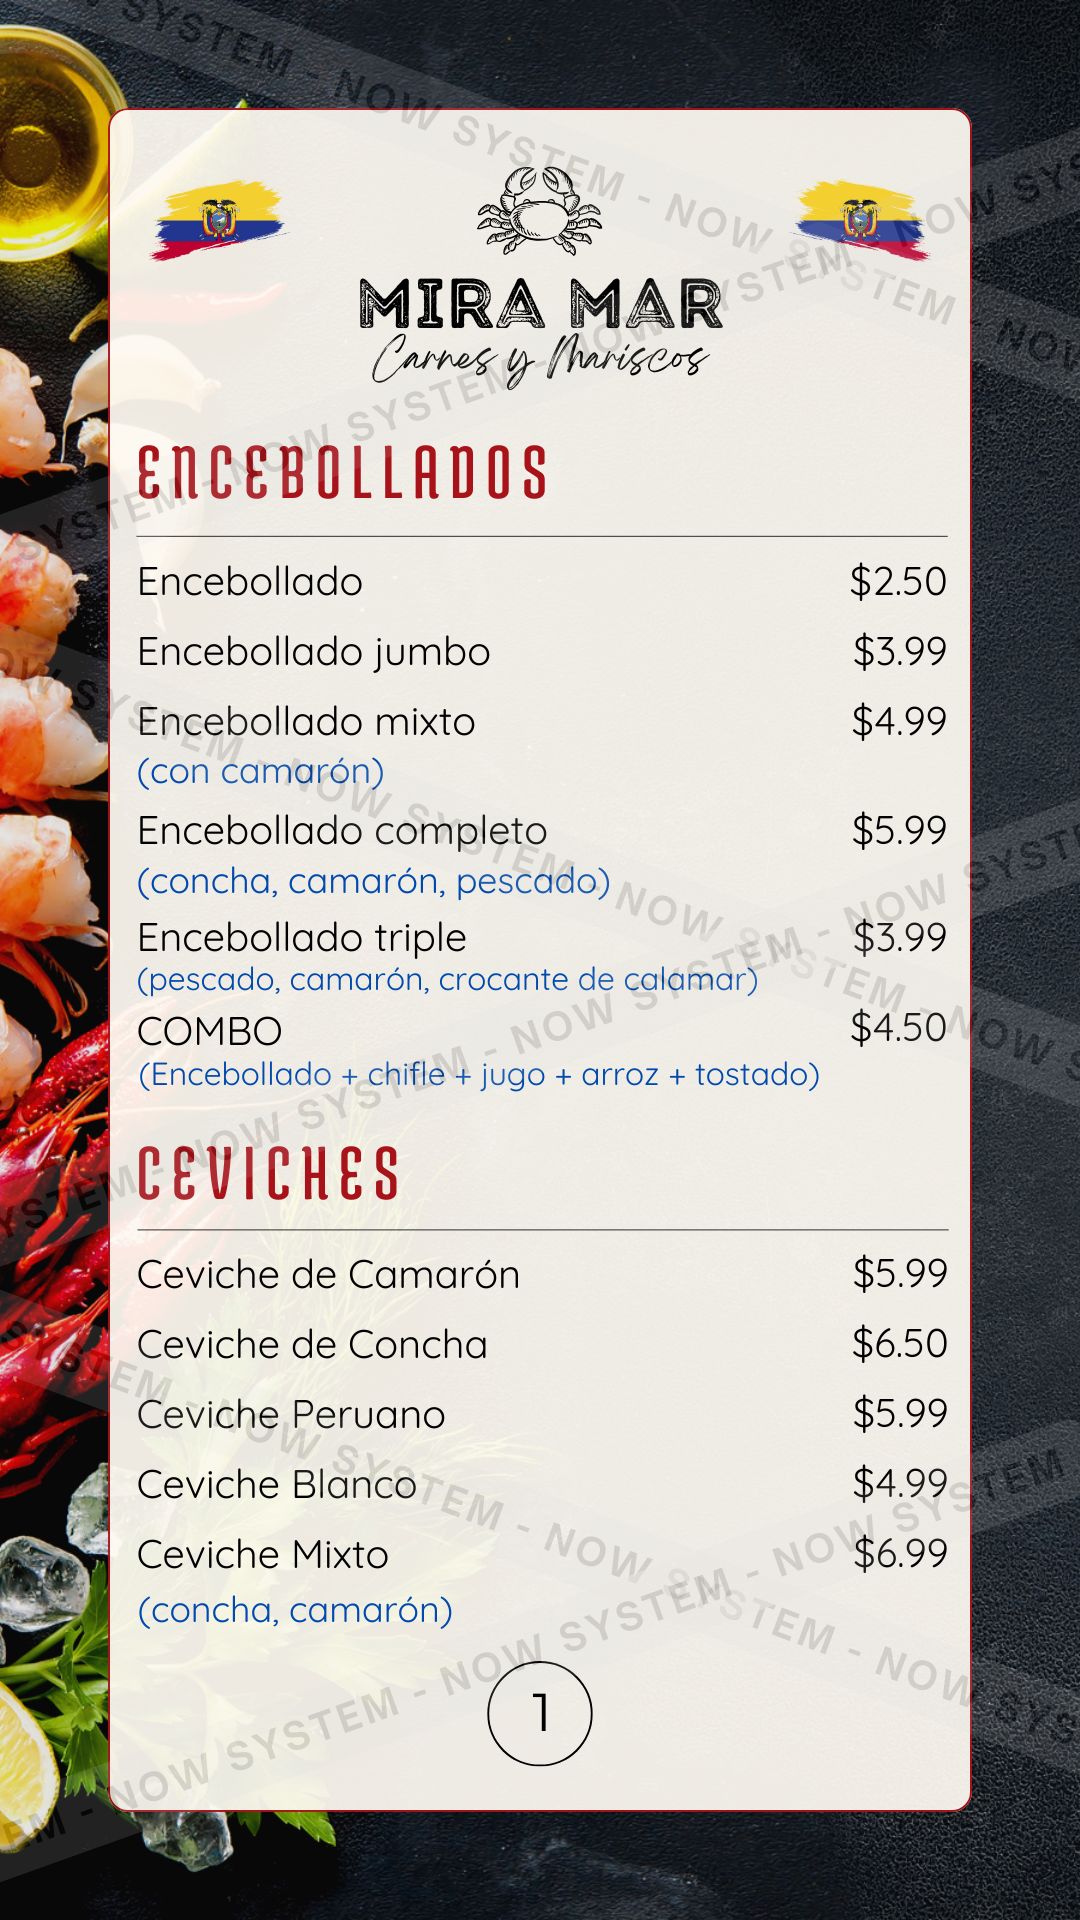 MIRA MAR
Carnes y Mariscos
ENCEBOLLADOS
Encebollado $2.50
Encebollado jumbo $3.99
Encebollado mixto $4.99
(con camarón)
Encebollado completo $5.99
(concha, camarón, pescado)
Encebollado triple $3.99
(pescado, camarón, crocante de calamar)
COMBO $4.50
(Encebollado + chifle + jugo + arroz + tostado)
CEVICHES
Ceviche de Camarón $5.99
Ceviche de Concha $6.50
Ceviche Peruano $5.99
Ceviche Blanco $4.99
Ceviche Mixto $6.99
(concha, camarón)
1
NOW SYSTEM - NOW SYSTEM - NOW SYSTEM